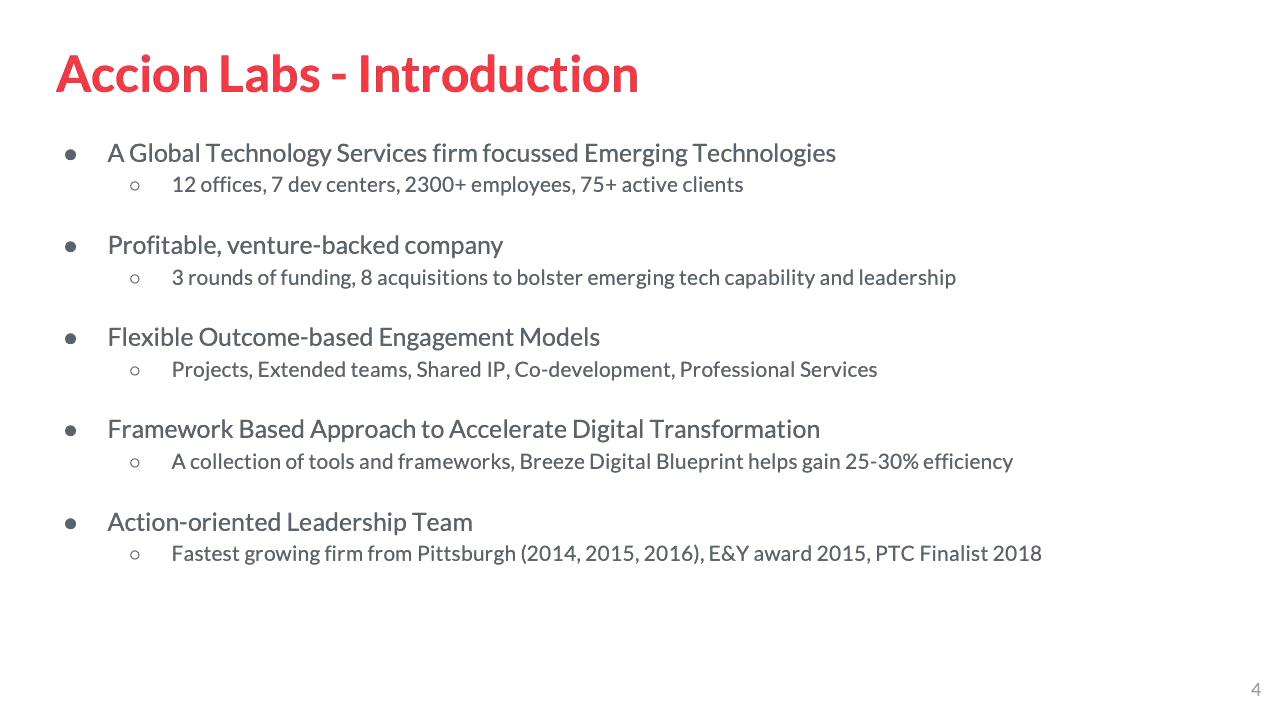 Accion Labs - Introduction
● A Global Technology Services firm focussed Emerging Technologies
○ 12 offices, 7 dev centers, 2300+ employees, 75+ active clients
● Profitable, venture-backed company
○ 3 rounds of funding, 8 acquisitions to bolster emerging tech capability and leadership
● Flexible Outcome-based Engagement Models
○ Projects, Extended teams, Shared IP, Co-development, Professional Services
● Framework Based Approach to Accelerate Digital Transformation
○ A collection of tools and frameworks, Breeze Digital Blueprint helps gain 25-30% efficiency
● Action-oriented Leadership Team
○ Fastest growing firm from Pittsburgh (2014, 2015, 2016), E&Y award 2015, PTC Finalist 2018
4